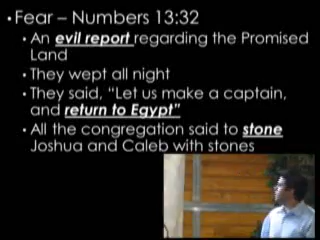 • Fear – Numbers 13:32
• An evil report regarding the Promised
Land
• They wept all night
• They said, “Let us make a captain,
and return to Egypt”
• All the congregation said to stone
Joshua and Caleb with stones